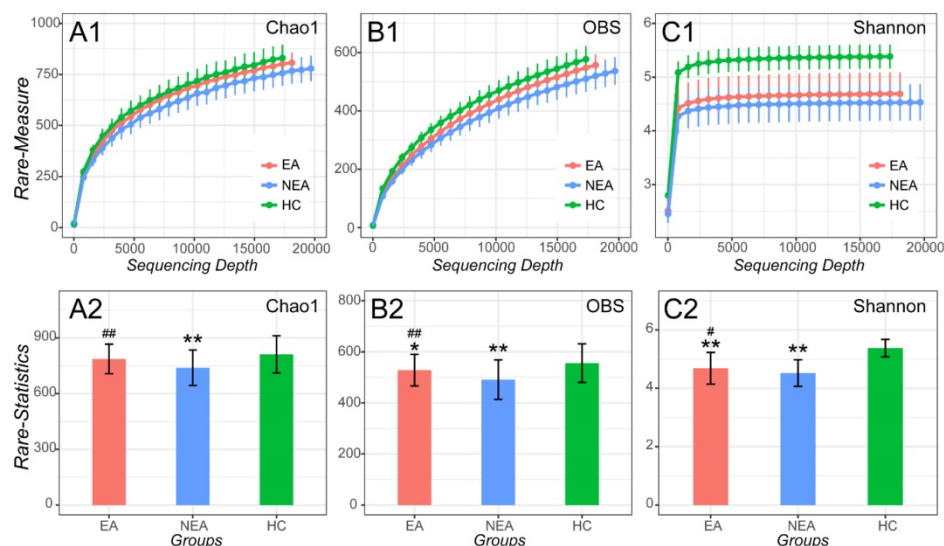 A1 Chao1
Rare-Measure
1000
750
500
250
0
EA
NEA
HC
0 5000 10000 15000 20000
Sequencing Depth
B1 OBS
600
400
200
0
EA
NEA
HC
0 5000 10000 15000 20000
Sequencing Depth
C1 Shannon
6
5
4
3
EA
NEA
HC
0 5000 10000 15000 20000
Sequencing Depth
A2 Chao1
Rare-Statistics
900
600
300
0
## **
EA NEA HC
Groups
B2 OBS
800
600
400
200
0
##
* **
EA NEA HC
Groups
C2 Shannon
6
4
2
0
#
** **
EA NEA HC
Groups